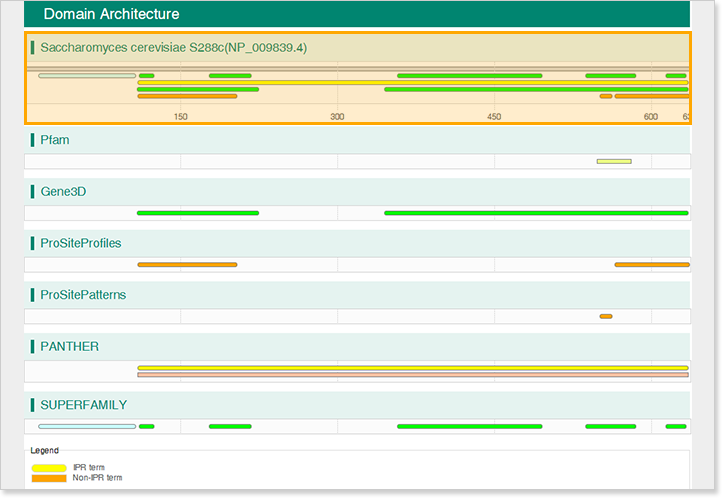 Domain Architecture
Saccharomyces cerevisiae S288c(NP_009839.4)
150 300 450 600 63
Pfam
Gene3D
ProSiteProfiles
ProSitePatterns
PANTHER
SUPERFAMILY
Legend
IPR term
Non-IPR term